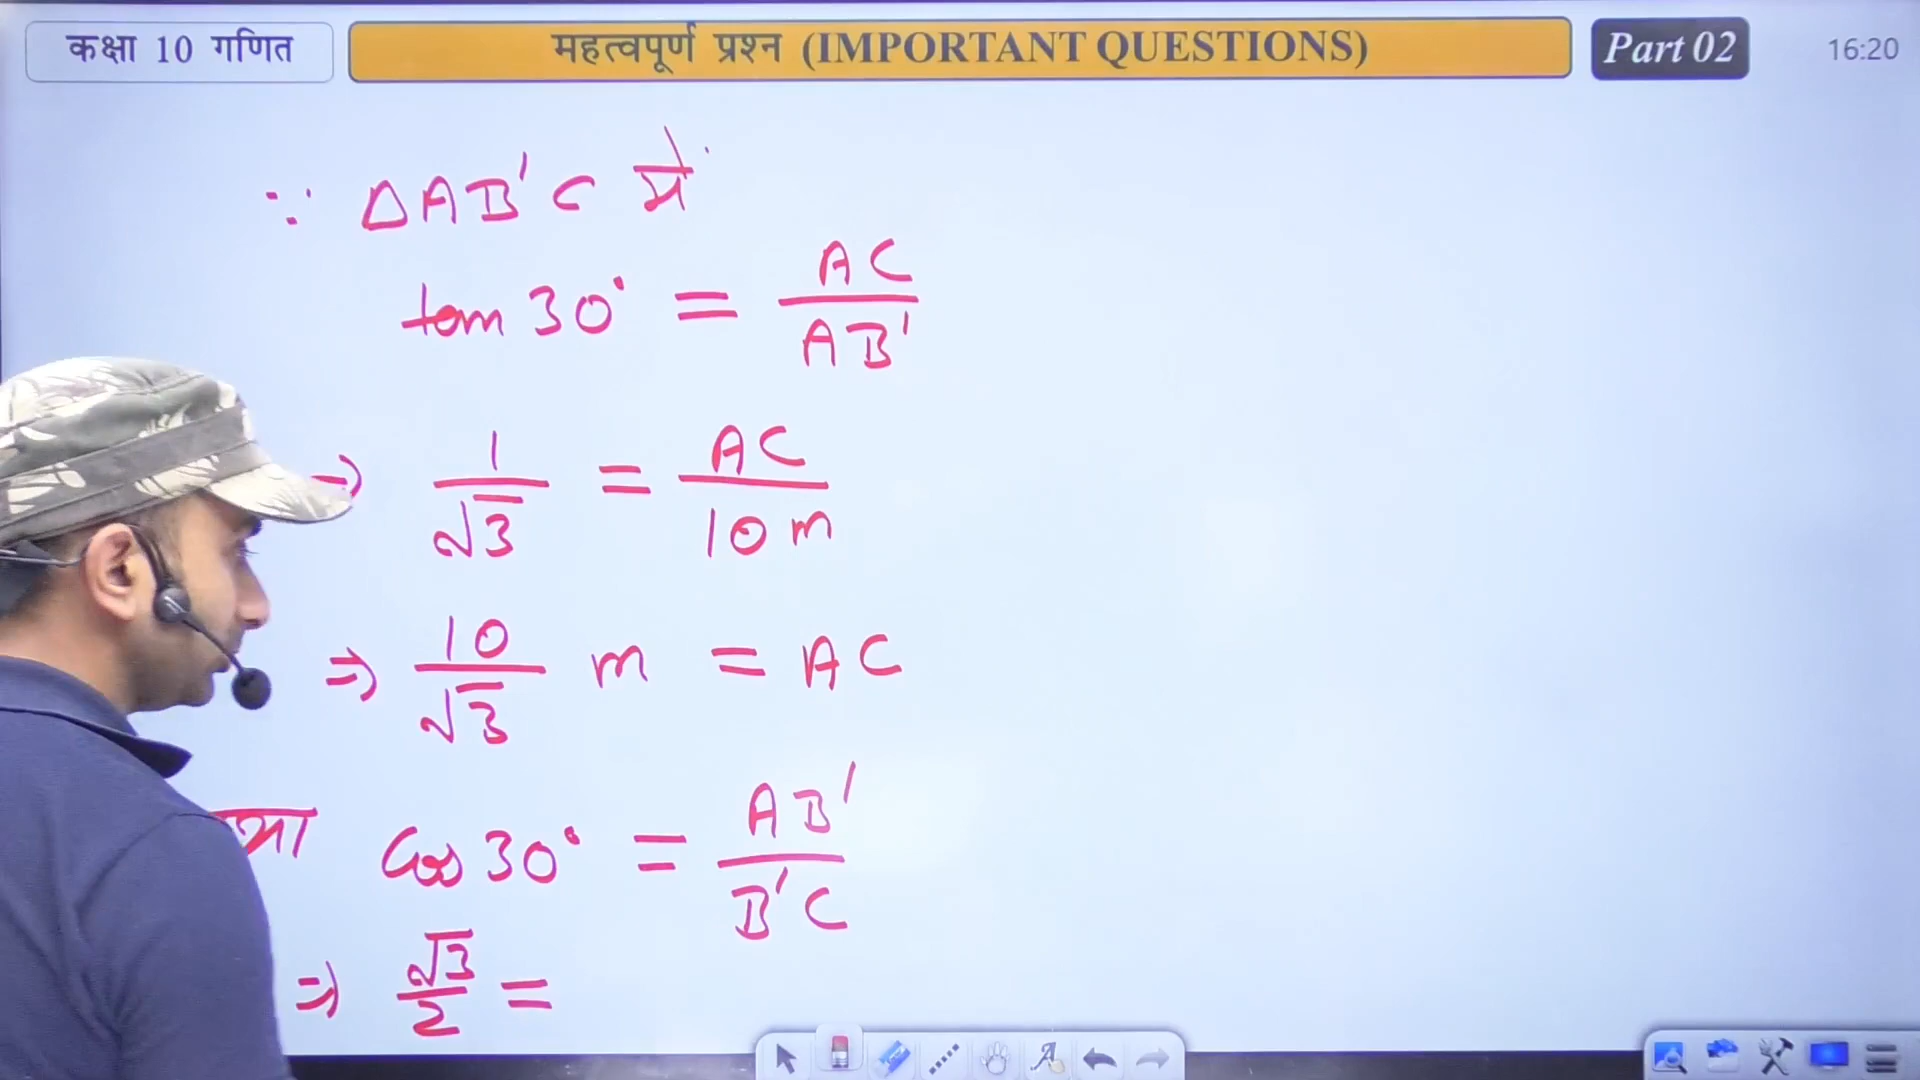 कक्षा 10 गणित
महत्वपूर्ण प्रश्न (IMPORTANT QUESTIONS)
Part 02
16:20
∵ ΔAB'C में
tan 30° = AC / AB'
⇒ 1/√3 = AC / 10 m
⇒ 10/√3 m = AC
cos 30° = AB' / B'C
⇒ √3/2 =